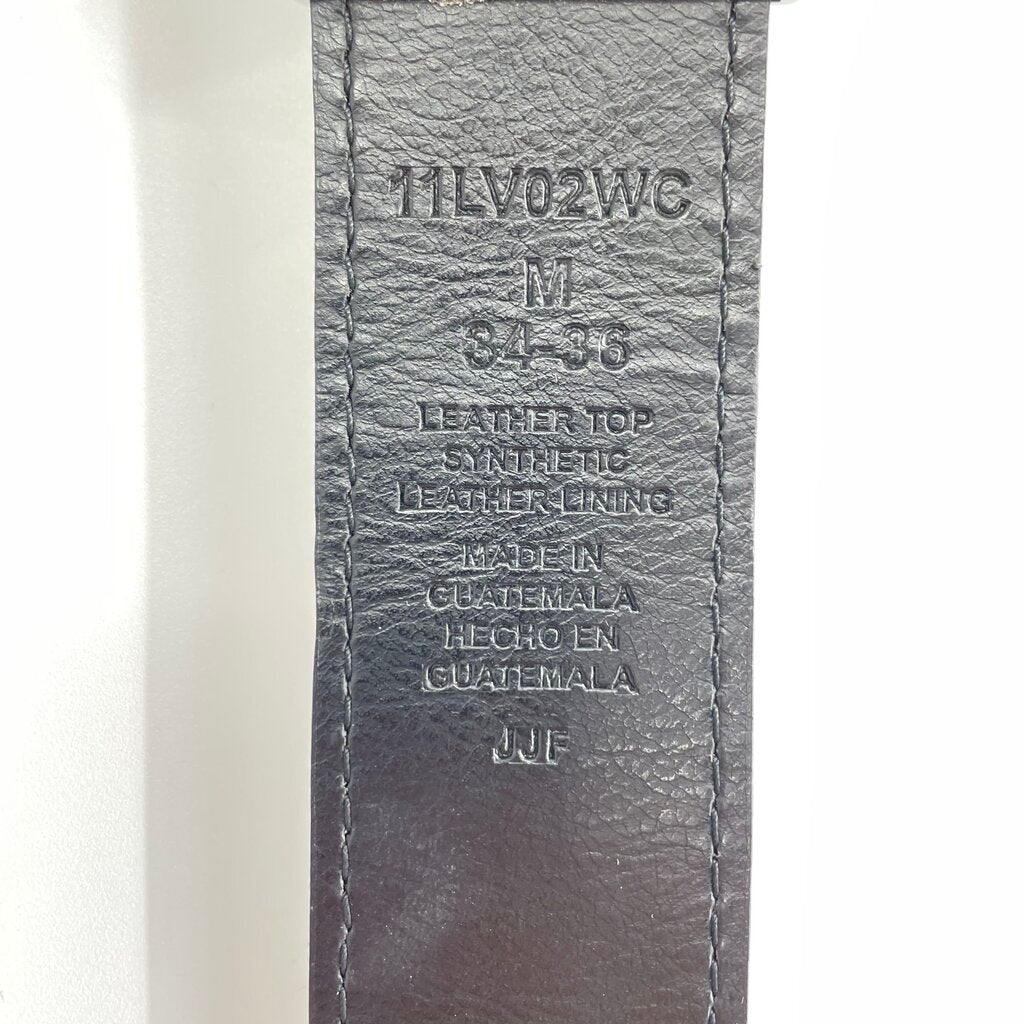 11LV02WC
M
34-36
LEATHER TOP
SYNTHETIC
LEATHER LINING
MADE IN
GUATEMALA
HECHO EN
GUATEMALA
JJF